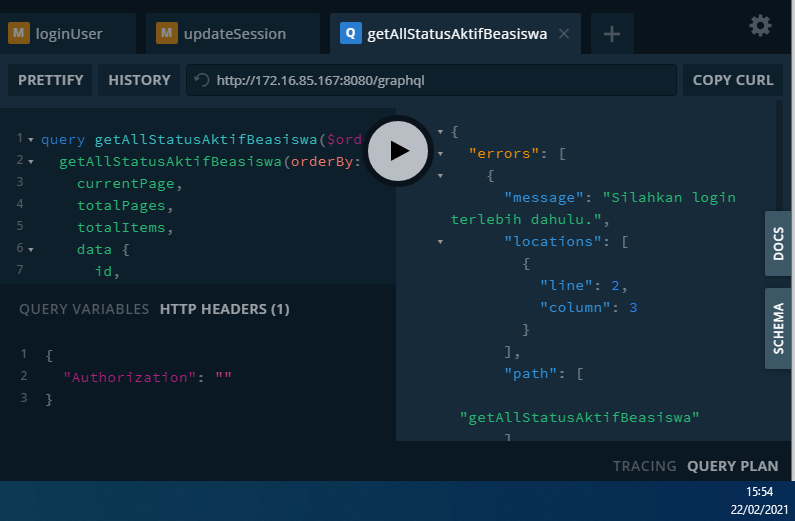 M loginUser
M updateSession
Q getAllStatusAktifBeasiswa ×
+
PRETTIFY
HISTORY
http://172.16.85.167:8080/graphql
COPY CURL
1 query getAllStatusAktifBeasiswa($ord
2 getAllStatusAktifBeasiswa(orderBy:
3 currentPage,
4 totalPages,
5 totalItems,
6 data {
7 id,
QUERY VARIABLES HTTP HEADERS (1)
1 {
2 "Authorization": ""
3 }
{
"errors": [
{
"message": "Silahkan login
terlebih dahulu.",
"locations": [
{
"line": 2,
"column": 3
}
],
"path": [
"getAllStatusAktifBeasiswa"
]
DOCS
SCHEMA
TRACING QUERY PLAN
15:54
22/02/2021